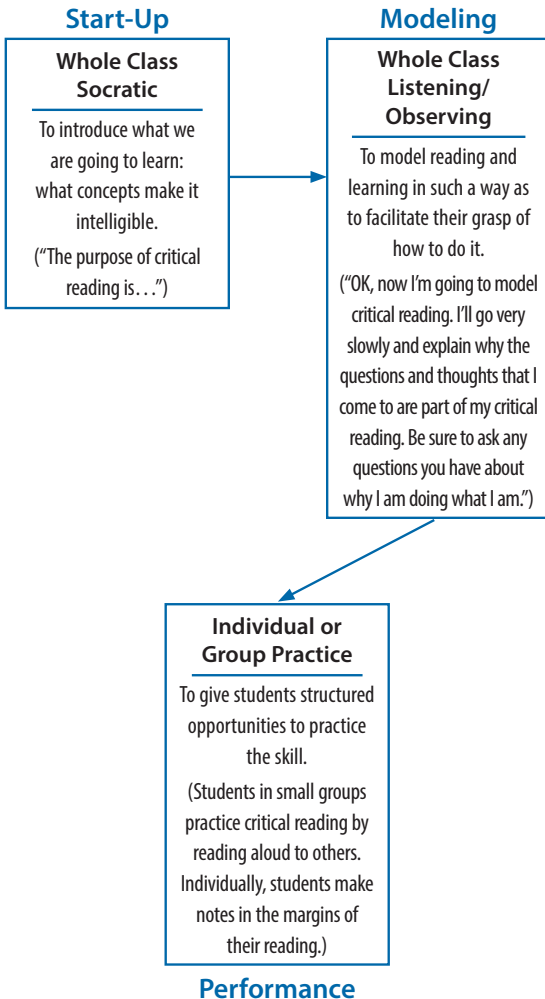 Start-Up
Whole Class
Socratic
To introduce what we
are going to learn:
what concepts make it
intelligible.
(“The purpose of critical
reading is…”)
Modeling
Whole Class
Listening/
Observing
To model reading and
learning in such a way as
to facilitate their grasp of
how to do it.
(“OK, now I’m going to model
critical reading. I’ll go very
slowly and explain why the
questions and thoughts that I
come to are part of my critical
reading. Be sure to ask any
questions you have about
why I am doing what I am.”)
Individual or
Group Practice
To give students structured
opportunities to practice
the skill.
(Students in small groups
practice critical reading by
reading aloud to others.
Individually, students make
notes in the margins of
their reading.)
Performance